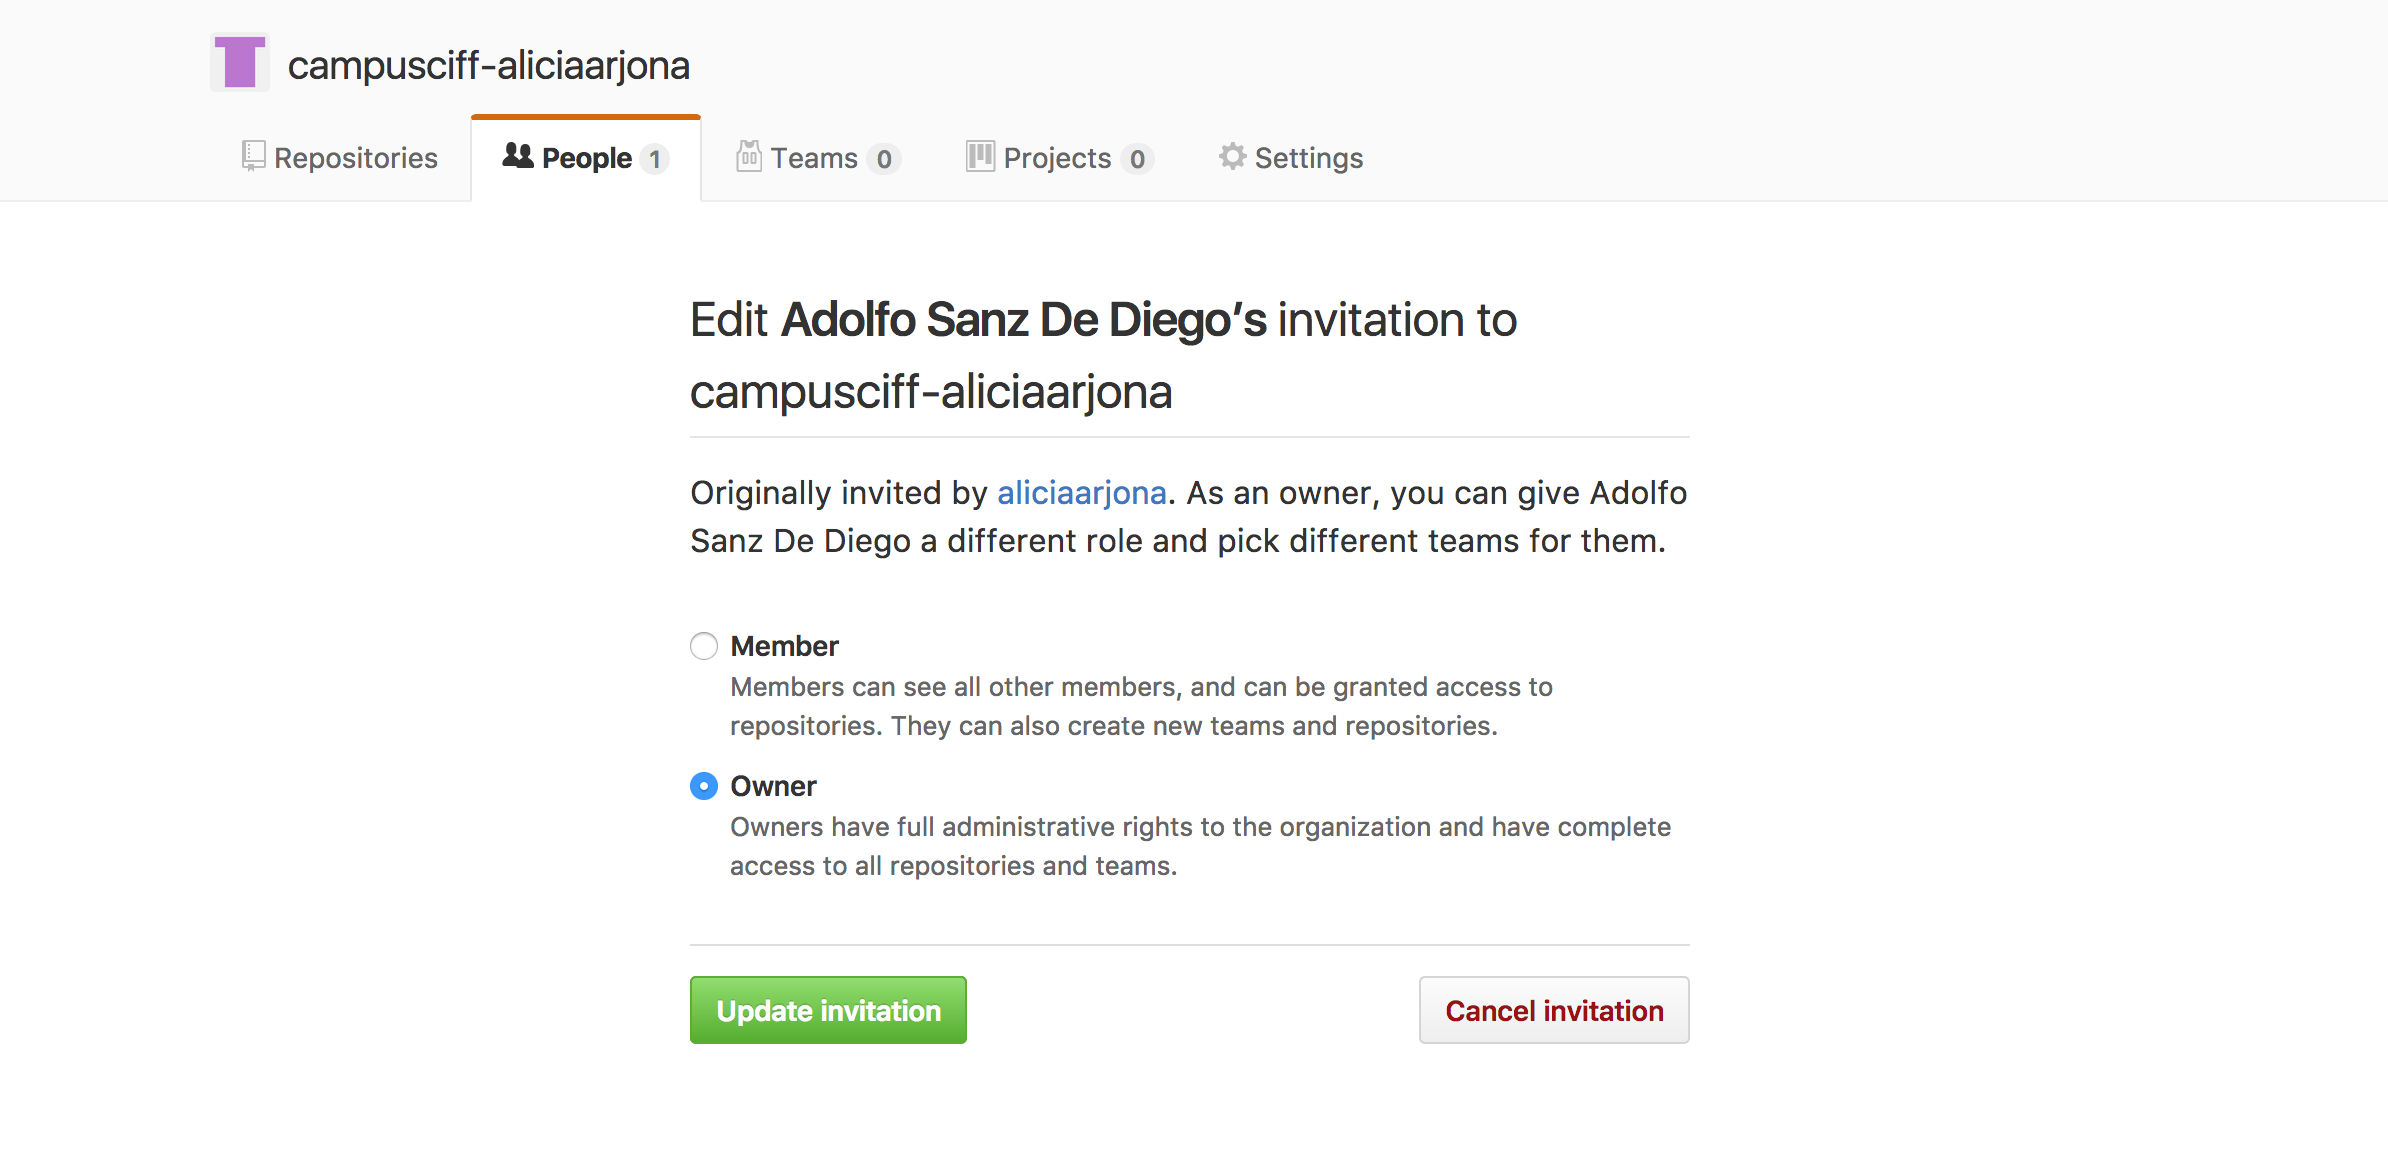 campusciff-aliciaarjona
Repositories People 1 Teams 0 Projects 0 Settings
Edit Adolfo Sanz De Diego’s invitation to
campusciff-aliciaarjona
Originally invited by aliciaarjona. As an owner, you can give Adolfo
Sanz De Diego a different role and pick different teams for them.
Member
Members can see all other members, and can be granted access to
repositories. They can also create new teams and repositories.
Owner
Owners have full administrative rights to the organization and have complete
access to all repositories and teams.
Update invitation Cancel invitation